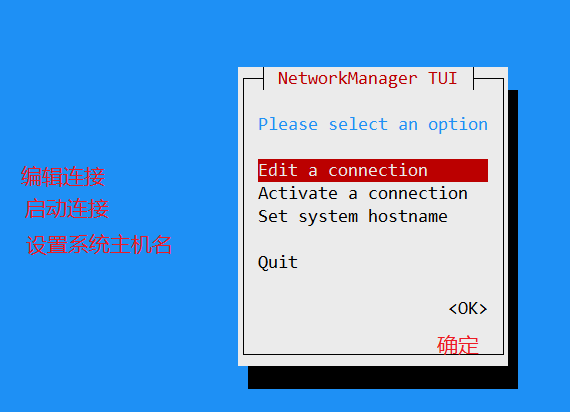 NetworkManager TUI
Please select an option
编辑连接
Edit a connection
启动连接
Activate a connection
设置系统主机名
Set system hostname
Quit
<OK>
确定